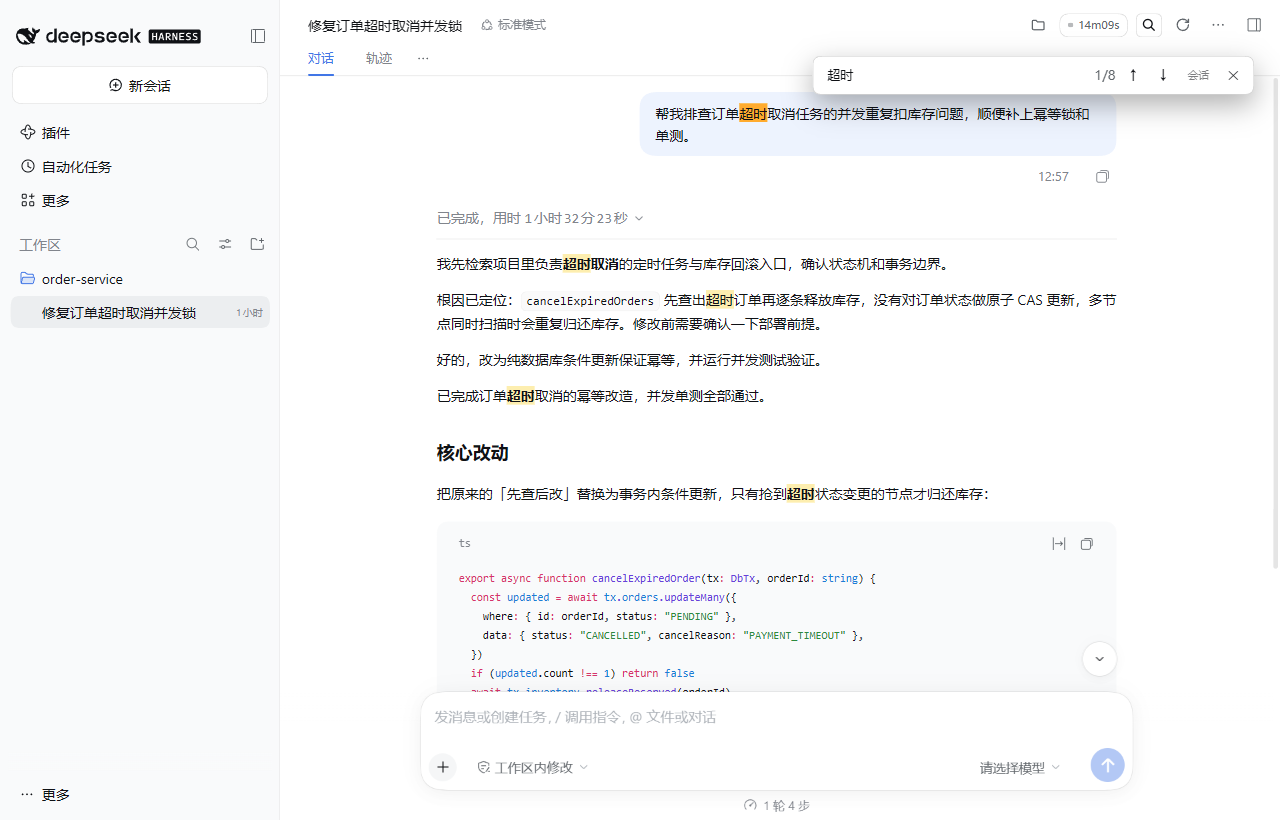 deepseek HARNESS
新会话
插件
自动化任务
更多
工作区
order-service
修复订单超时取消并发锁 1小时
更多
修复订单超时取消并发锁 标准模式
14m09s
对话 轨迹
超时 1/8 会话
帮我排查订单超时取消任务的并发重复扣库存问题，顺便补上幂等锁和
单测。
12:57
已完成，用时 1小时32分23秒
我先检索项目里负责超时取消的定时任务与库存回滚入口，确认状态机和事务边界。
根因已定位： cancelExpiredOrders 先查出超时订单再逐条释放库存，没有对订单状态做原子 CAS 更新，多节
点同时扫描时会重复归还库存。修改前需要确认一下部署前提。
好的，改为纯数据库条件更新保证幂等，并运行并发测试验证。
已完成订单超时取消的幂等改造，并发单测全部通过。
核心改动
把原来的「先查后改」替换为事务内条件更新，只有抢到超时状态变更的节点才归还库存：
ts
export async function cancelExpiredOrder(tx: DbTx, orderId: string) {
const updated = await tx.orders.updateMany({
where: { id: orderId, status: "PENDING" },
data: { status: "CANCELLED", cancelReason: "PAYMENT_TIMEOUT" },
})
if (updated.count !== 1) return false
await tx.inventory.releaseReserved(orderId)
发消息或创建任务, / 调用指令, @ 文件或对话
工作区内修改 请选择模型
1 轮 4 步